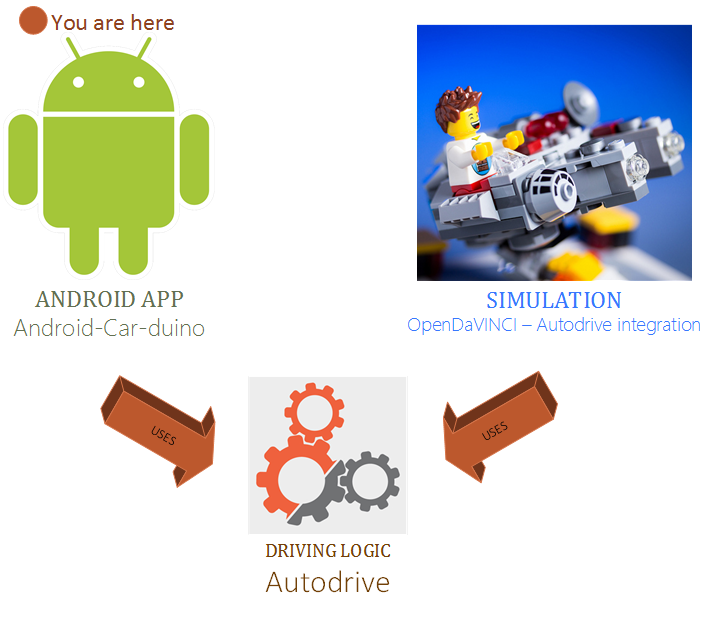 You are here
ANDROID APP
Android-Car-duino
SIMULATION
OpenDaVINCI – Autodrive integration
USES
USES
DRIVING LOGIC
Autodrive